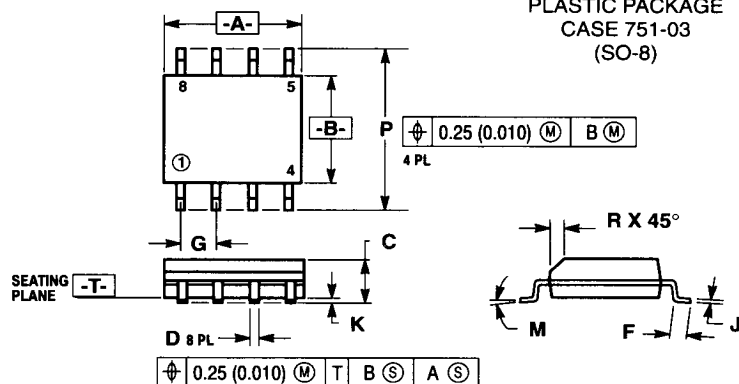 PLASTIC PACKAGE
CASE 751-03
(SO-8)
-A-
8 5
-B-
P
⌖ 0.25 (0.010) Ⓜ B Ⓜ
4 PL
① 4
G
C
R X 45°
SEATING
PLANE
-T-
K
M
F
J
D 8 PL
⌖ 0.25 (0.010) Ⓜ T B Ⓢ A Ⓢ